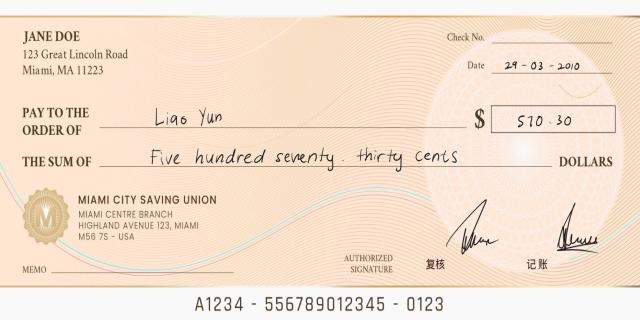 JANE DOE
123 Great Lincoln Road
Miami, MA 11223
Check No.
Date 29-03-2010
PAY TO THE
ORDER OF Liao Yun $ 570.30
THE SUM OF Five hundred seventy. thirty cents DOLLARS
MIAMI CITY SAVING UNION
MIAMI CENTRE BRANCH
HIGHLAND AVENUE 123, MIAMI
M56 7S - USA
MEMO
AUTHORIZED
SIGNATURE
复核 记账
A1234 - 556789012345 - 0123